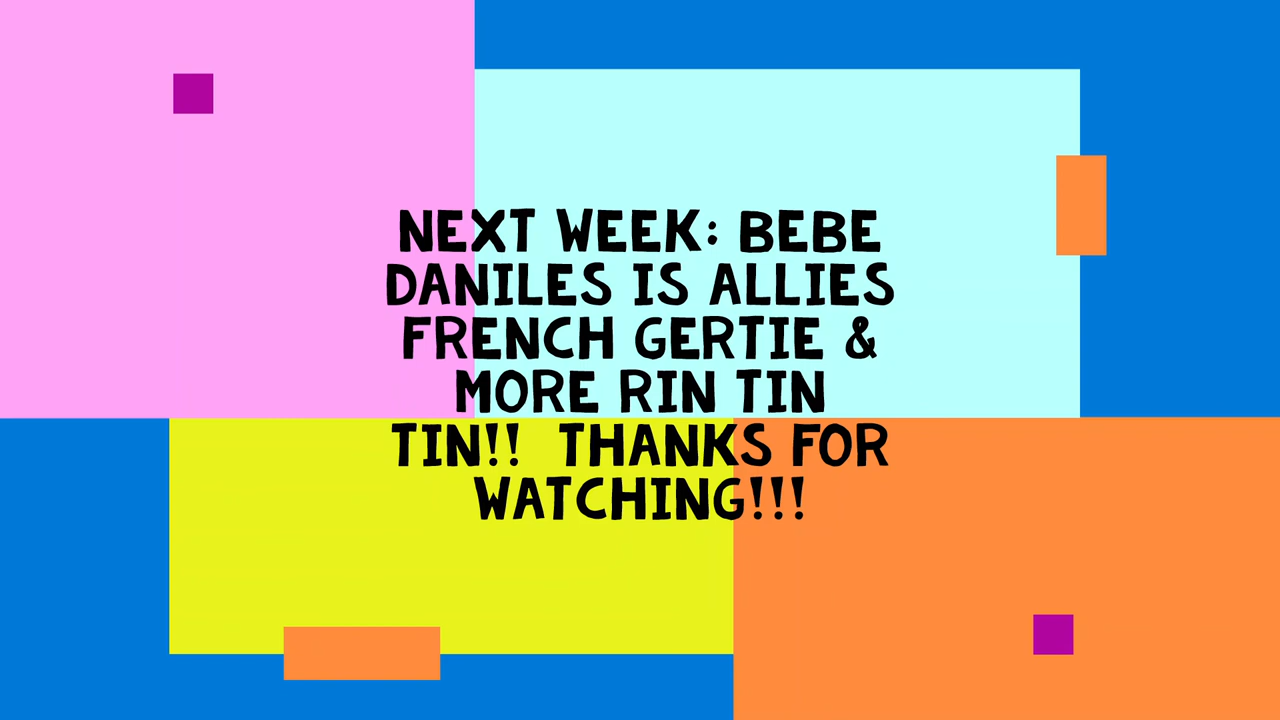 NEXT WEEK: BEBE
DANILES IS ALLIES
FRENCH GERTIE &
MORE RIN TIN
TIN!! THANKS FOR
WATCHING!!!